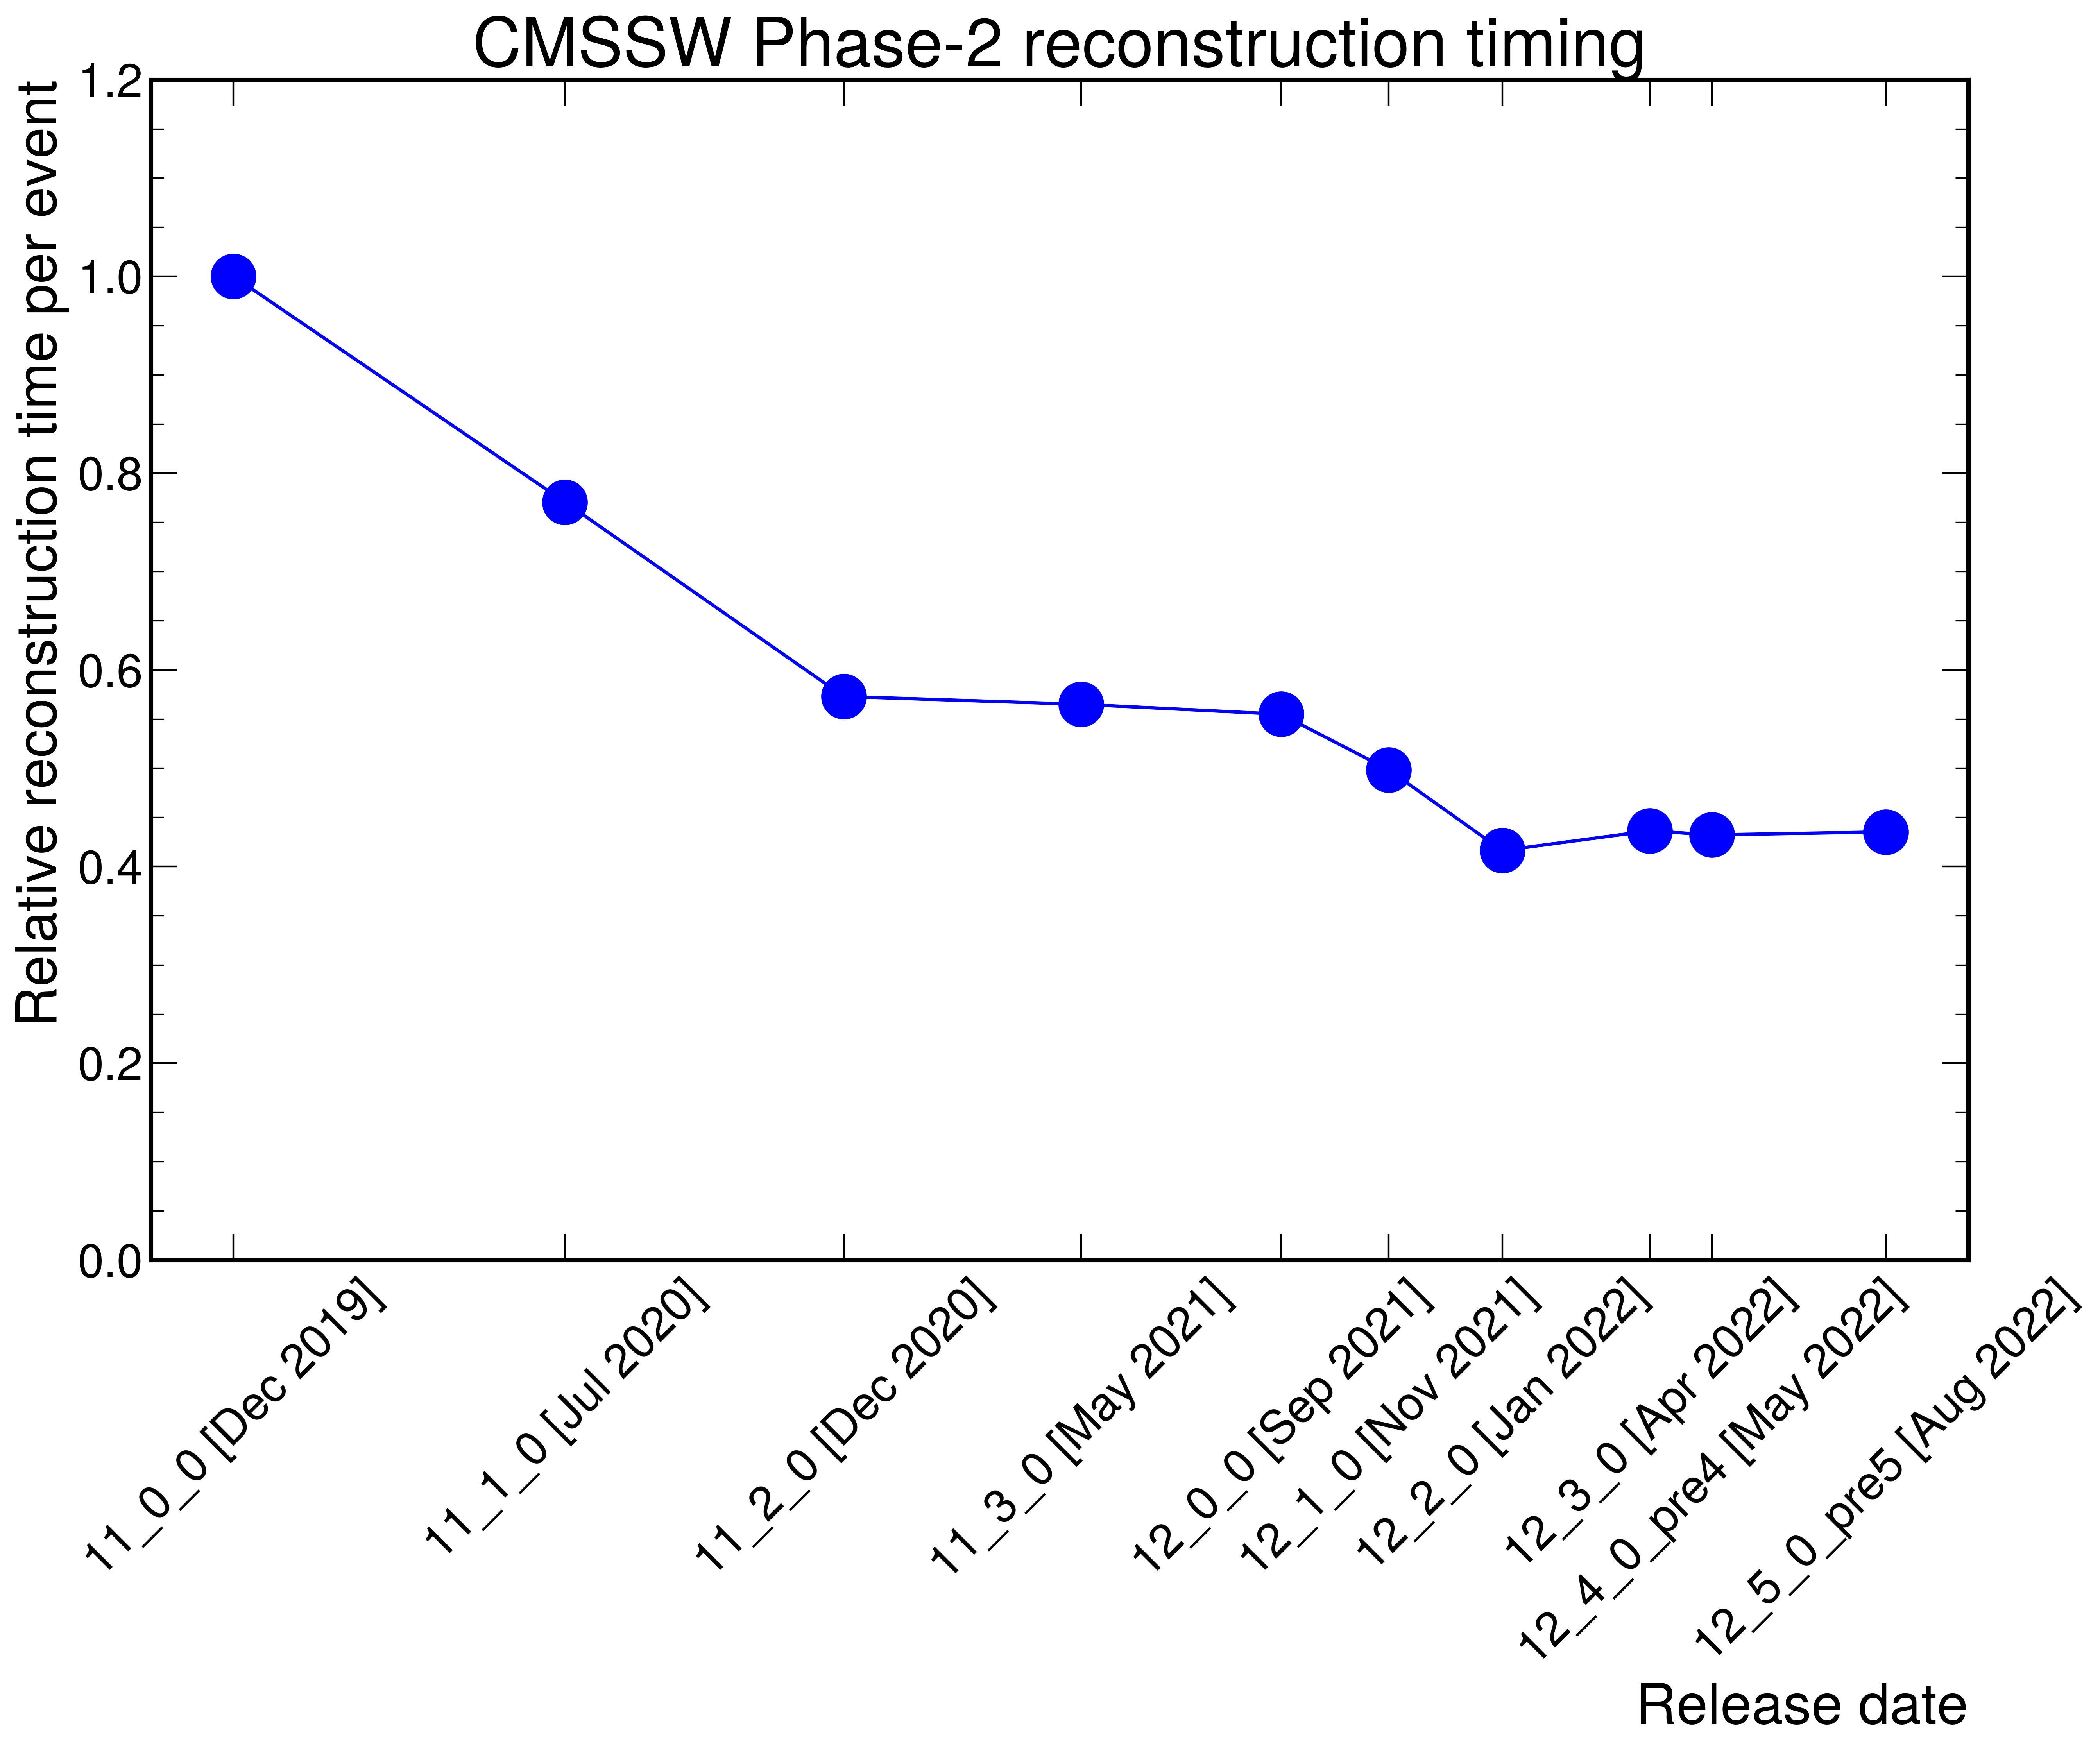 CMSSW Phase-2 reconstruction timing
Relative reconstruction time per event
1.2
1.0
0.8
0.6
0.4
0.2
0.0
11_0_0 [Dec 2019]
11_1_0 [Jul 2020]
11_2_0 [Dec 2020]
11_3_0 [May 2021]
12_0_0 [Sep 2021]
12_1_0 [Nov 2021]
12_2_0 [Jan 2022]
12_3_0 [Apr 2022]
12_4_0_pre4 [May 2022]
12_5_0_pre5 [Aug 2022]
Release date